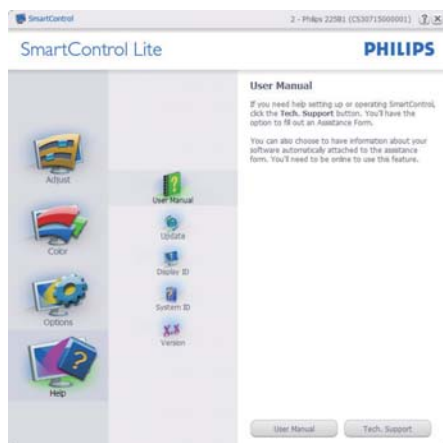 SmartControl
2 - Philips 225B1 (CS30715000001)
SmartControl Lite
PHILIPS
Adjust
Color
Options
Help
User Manual
Update
Display ID
System ID
Version
User Manual
If you need help setting up or operating SmartControl,
click the Tech. Support button. You'll have the
option to fill out an Assistance Form.
You can also choose to have information about your
software automatically attached to the assistance
form. You'll need to be online to use this feature.
User Manual
Tech. Support